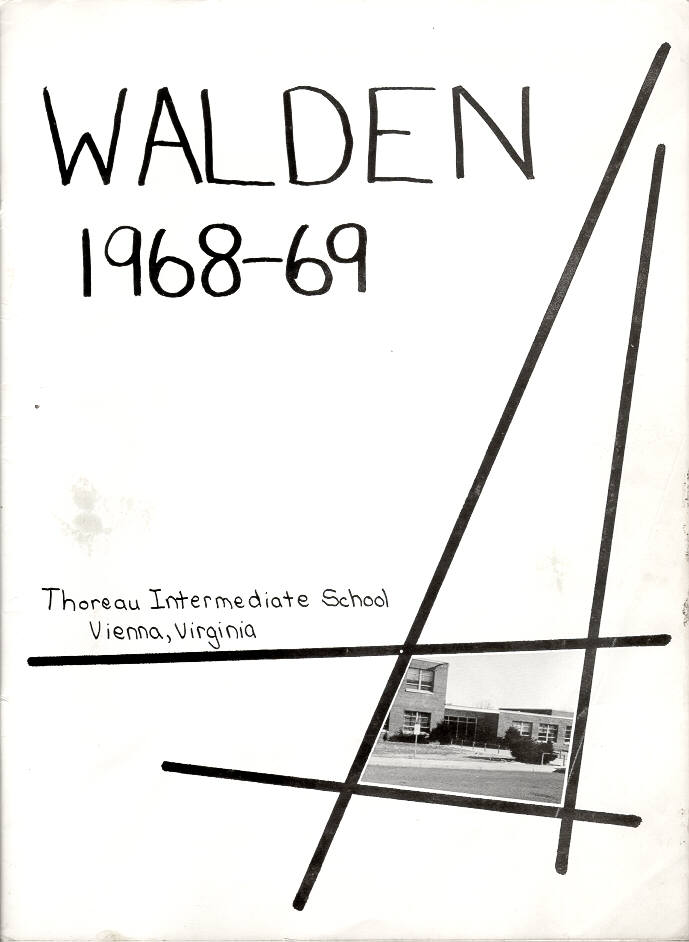 WALDEN
1968-69
Thoreau Intermediate School
Vienna, Virginia